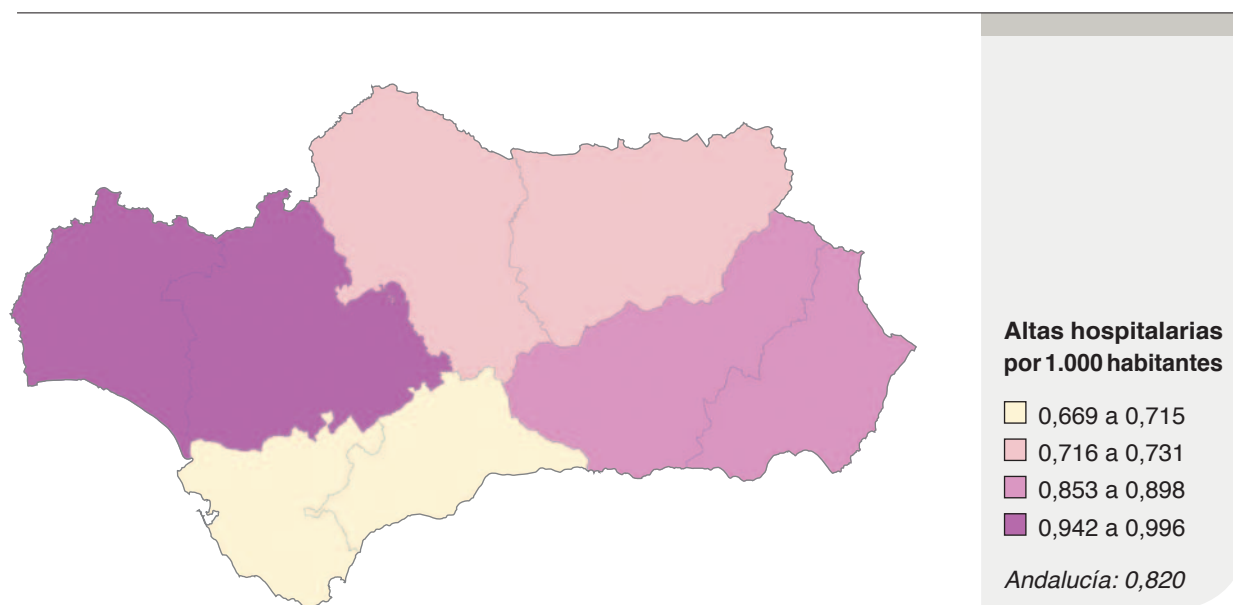 Altas hospitalarias
por 1.000 habitantes
0,669 a 0,715
0,716 a 0,731
0,853 a 0,898
0,942 a 0,996
Andalucía: 0,820